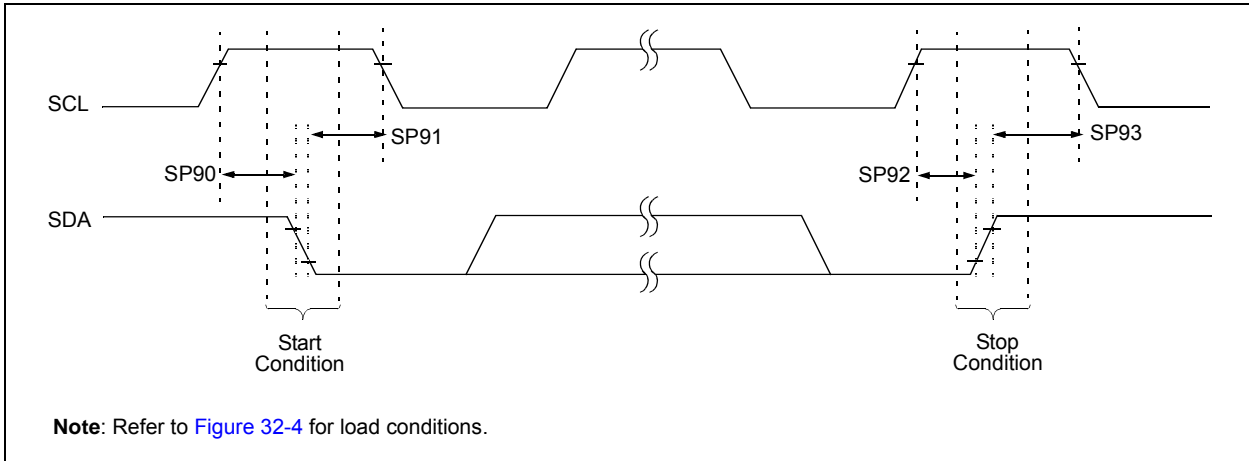 SCL
SP91
SP93
SP90
SP92
SDA
Start
Condition
Stop
Condition
Note: Refer to Figure 32-4 for load conditions.